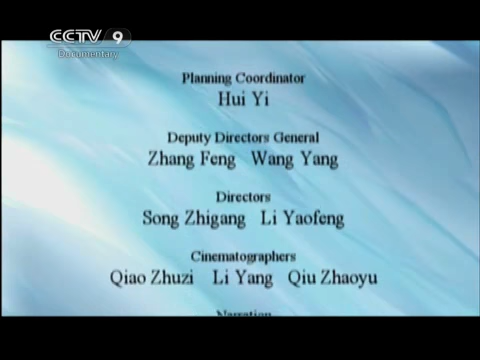 CCTV 9
Documentary
Planning Coordinator
Hui Yi
Deputy Directors General
Zhang Feng Wang Yang
Directors
Song Zhigang Li Yaofeng
Cinematographers
Qiao Zhuzi Li Yang Qiu Zhaoyu
Narration